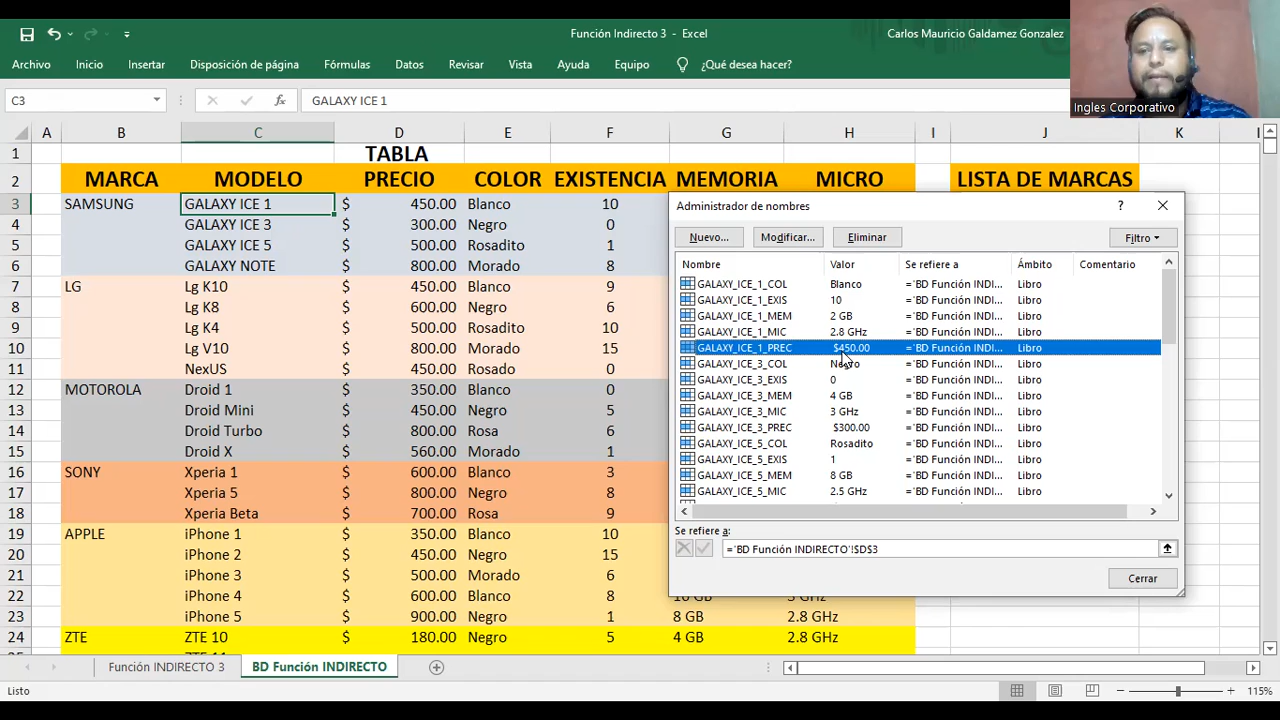 Función Indirecto 3 - Excel
Carlos Mauricio Galdamez Gonzalez
Archivo Inicio Insertar Disposición de página Fórmulas Datos Revisar Vista Ayuda Equipo ¿Qué desea hacer?
Ingles Corporativo
C3 fx GALAXY ICE 1
A B C D E F G H I J K
1 TABLA
2 MARCA MODELO PRECIO COLOR EXISTENCIA MEMORIA MICRO LISTA DE MARCAS
3 SAMSUNG GALAXY ICE 1 $ 450.00 Blanco 10
4 GALAXY ICE 3 $ 300.00 Negro 0
5 GALAXY ICE 5 $ 500.00 Rosadito 1
6 GALAXY NOTE $ 800.00 Morado 8
7 LG Lg K10 $ 450.00 Blanco 9
8 Lg K8 $ 600.00 Negro 6
9 Lg K4 $ 500.00 Rosadito 10
10 Lg V10 $ 800.00 Morado 15
11 NexUS $ 400.00 Rosado 0
12 MOTOROLA Droid 1 $ 350.00 Blanco 0
13 Droid Mini $ 450.00 Negro 5
14 Droid Turbo $ 800.00 Rosa 6
15 Droid X $ 560.00 Morado 1
16 SONY Xperia 1 $ 600.00 Blanco 3
17 Xperia 5 $ 800.00 Negro 8
18 Xperia Beta $ 700.00 Rosa 9
19 APPLE iPhone 1 $ 350.00 Blanco 10
20 iPhone 2 $ 450.00 Negro 15
21 iPhone 3 $ 500.00 Morado 6
22 iPhone 4 $ 600.00 Blanco 8
23 iPhone 5 $ 900.00 Negro 1 8 GB 2.8 GHz
24 ZTE ZTE 10 $ 180.00 Negro 5 4 GB 2.8 GHz
Administrador de nombres ?
Nuevo... Modificar... Eliminar Filtro
Nombre Valor Se refiere a Ámbito Comentario
GALAXY_ICE_1_COL Blanco ='BD Función INDI... Libro
GALAXY_ICE_1_EXIS 10 ='BD Función INDI... Libro
GALAXY_ICE_1_MEM 2 GB ='BD Función INDI... Libro
GALAXY_ICE_1_MIC 2.8 GHz ='BD Función INDI... Libro
GALAXY_ICE_1_PREC $450.00 ='BD Función INDI... Libro
GALAXY_ICE_3_COL Negro ='BD Función INDI... Libro
GALAXY_ICE_3_EXIS 0 ='BD Función INDI... Libro
GALAXY_ICE_3_MEM 4 GB ='BD Función INDI... Libro
GALAXY_ICE_3_MIC 3 GHz ='BD Función INDI... Libro
GALAXY_ICE_3_PREC $300.00 ='BD Función INDI... Libro
GALAXY_ICE_5_COL Rosadito ='BD Función INDI... Libro
GALAXY_ICE_5_EXIS 1 ='BD Función INDI... Libro
GALAXY_ICE_5_MEM 8 GB ='BD Función INDI... Libro
GALAXY_ICE_5_MIC 2.5 GHz ='BD Función INDI... Libro
Se refiere a:
='BD Función INDIRECTO'!$D$3
Cerrar
Función INDIRECTO 3 BD Función INDIRECTO
Listo 115%